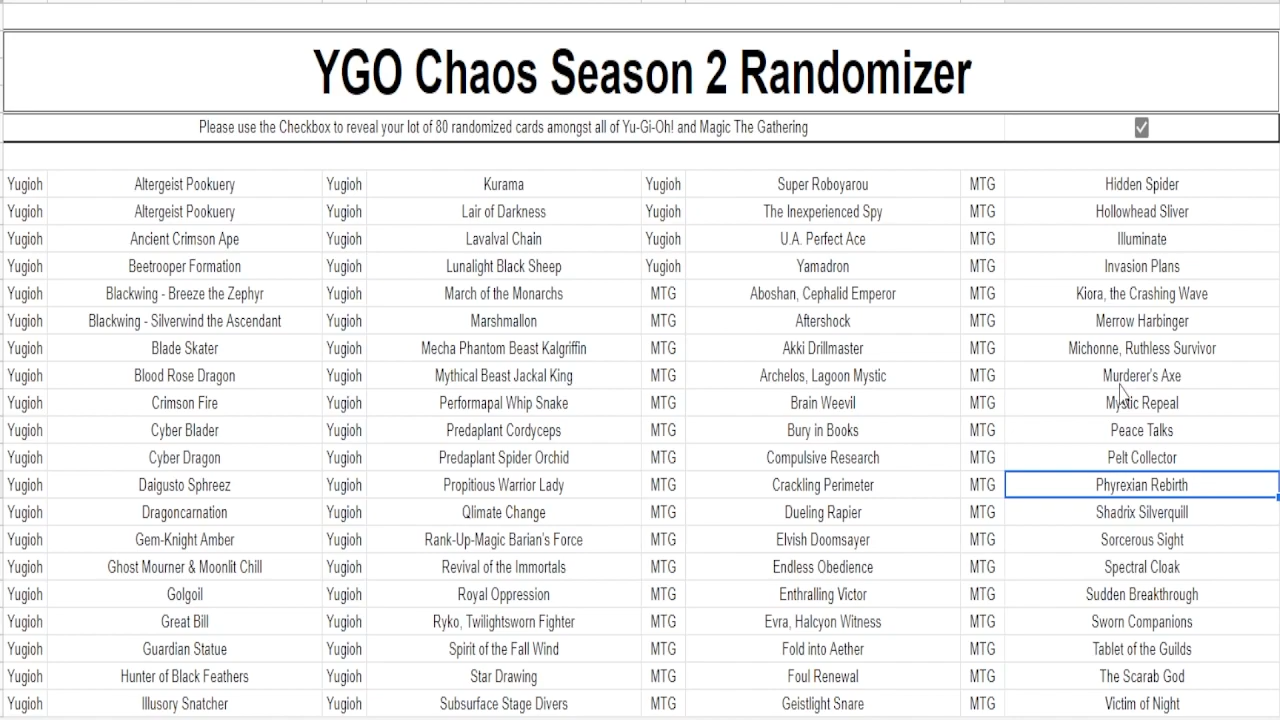 YGO Chaos Season 2 Randomizer
Please use the Checkbox to reveal your lot of 80 randomized cards amongst all of Yu-Gi-Oh! and Magic The Gathering
Yugioh Altergeist Pookuery Yugioh Kurama Yugioh Super Roboyarou MTG Hidden Spider
Yugioh Altergeist Pookuery Yugioh Lair of Darkness Yugioh The Inexperienced Spy MTG Hollowhead Sliver
Yugioh Ancient Crimson Ape Yugioh Lavalval Chain Yugioh U.A. Perfect Ace MTG Illuminate
Yugioh Beetrooper Formation Yugioh Lunalight Black Sheep Yugioh Yamadron MTG Invasion Plans
Yugioh Blackwing - Breeze the Zephyr Yugioh March of the Monarchs MTG Aboshan, Cephalid Emperor MTG Kiora, the Crashing Wave
Yugioh Blackwing - Silverwind the Ascendant Yugioh Marshmallon MTG Aftershock MTG Merrow Harbinger
Yugioh Blade Skater Yugioh Mecha Phantom Beast Kalgriffin MTG Akki Drillmaster MTG Michonne, Ruthless Survivor
Yugioh Blood Rose Dragon Yugioh Mythical Beast Jackal King MTG Archelos, Lagoon Mystic MTG Murderer's Axe
Yugioh Crimson Fire Yugioh Performapal Whip Snake MTG Brain Weevil MTG Mystic Repeal
Yugioh Cyber Blader Yugioh Predaplant Cordyceps MTG Bury in Books MTG Peace Talks
Yugioh Cyber Dragon Yugioh Predaplant Spider Orchid MTG Compulsive Research MTG Pelt Collector
Yugioh Daigusto Sphreez Yugioh Propitious Warrior Lady MTG Crackling Perimeter MTG Phyrexian Rebirth
Yugioh Dragoncarnation Yugioh Qlimate Change MTG Dueling Rapier MTG Shadrix Silverquill
Yugioh Gem-Knight Amber Yugioh Rank-Up-Magic Barian's Force MTG Elvish Doomsayer MTG Sorcerous Sight
Yugioh Ghost Mourner & Moonlit Chill Yugioh Revival of the Immortals MTG Endless Obedience MTG Spectral Cloak
Yugioh Golgoil Yugioh Royal Oppression MTG Enthralling Victor MTG Sudden Breakthrough
Yugioh Great Bill Yugioh Ryko, Twilightsworn Fighter MTG Evra, Halcyon Witness MTG Sworn Companions
Yugioh Guardian Statue Yugioh Spirit of the Fall Wind MTG Fold into Aether MTG Tablet of the Guilds
Yugioh Hunter of Black Feathers Yugioh Star Drawing MTG Foul Renewal MTG The Scarab God
Yugioh Illusory Snatcher Yugioh Subsurface Stage Divers MTG Geistlight Snare MTG Victim of Night